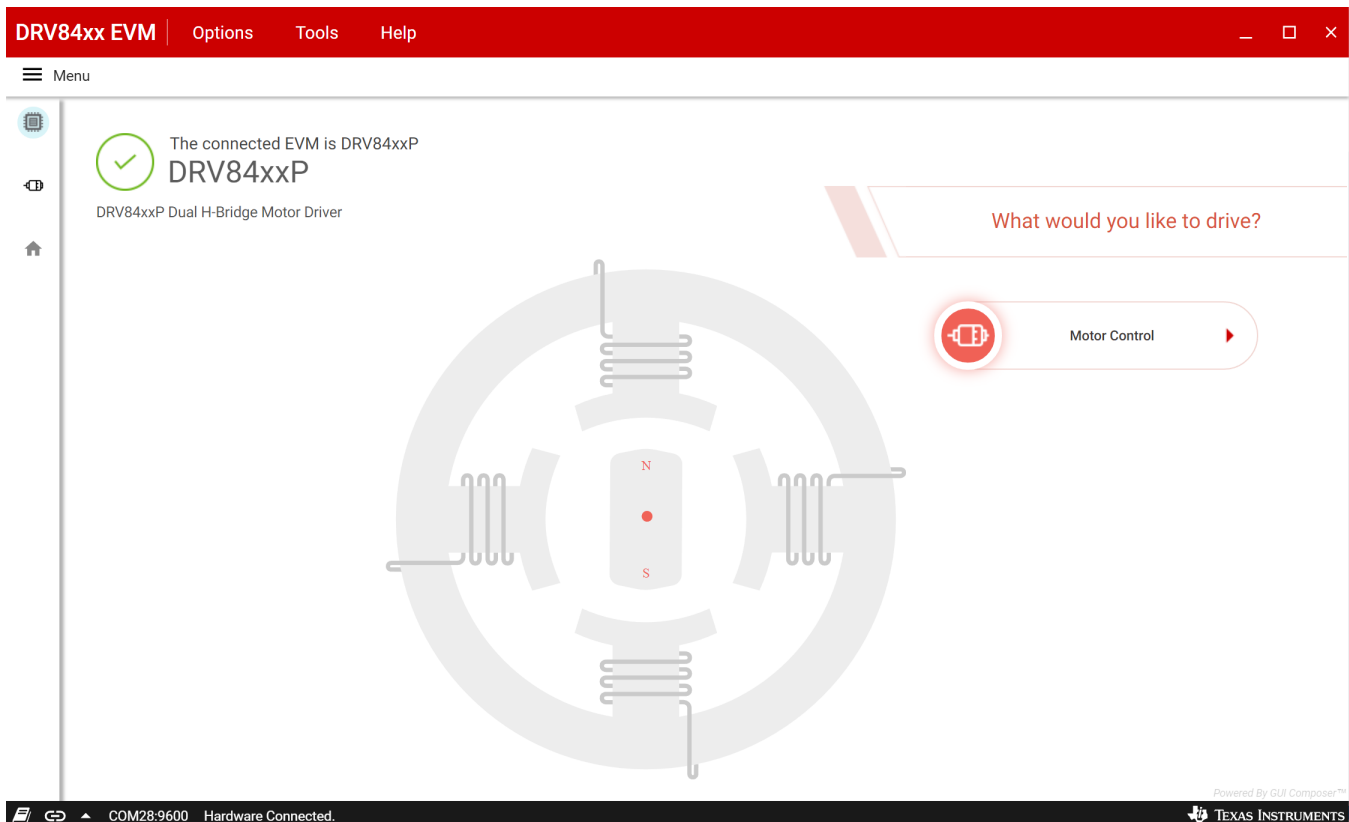 DRV84xx EVM Options Tools Help
Menu
The connected EVM is DRV84xxP
DRV84xxP
DRV84xxP Dual H-Bridge Motor Driver
What would you like to drive?
Motor Control
N
S
Powered By GUI Composer™
COM28:9600 Hardware Connected.
TEXAS INSTRUMENTS